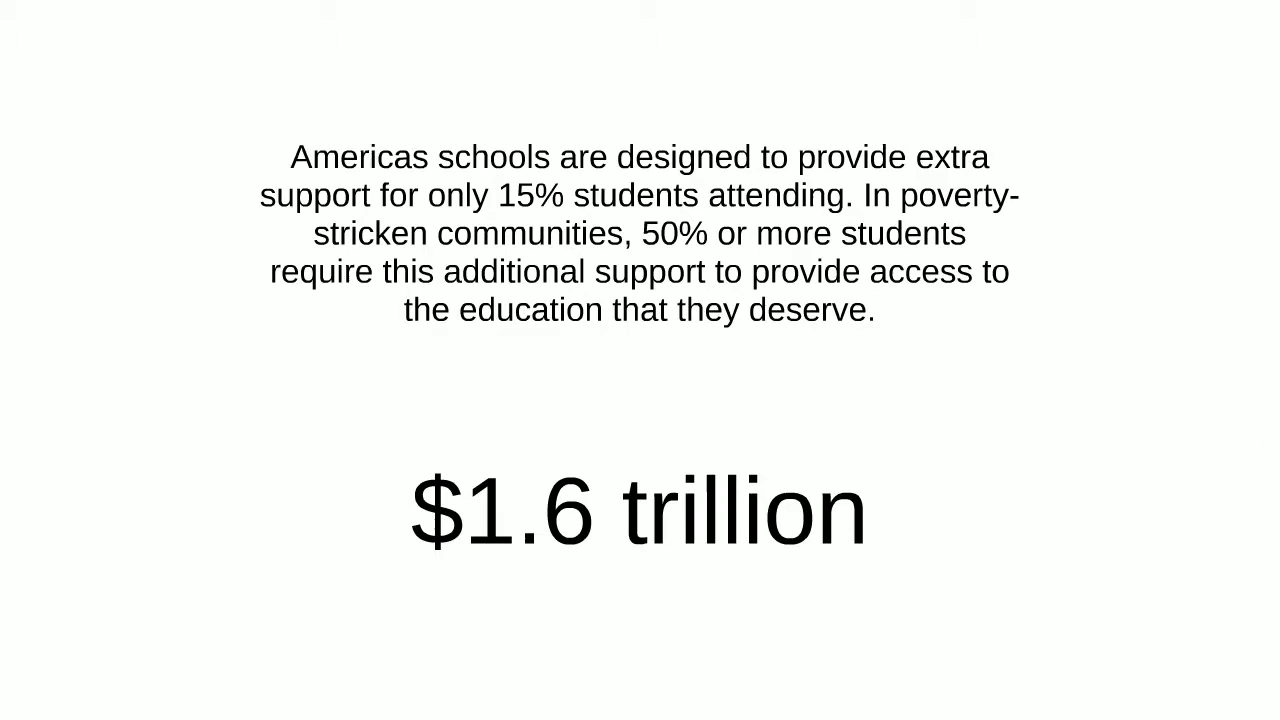 Americas schools are designed to provide extra
support for only 15% students attending. In poverty-
stricken communities, 50% or more students
require this additional support to provide access to
the education that they deserve.
$1.6 trillion